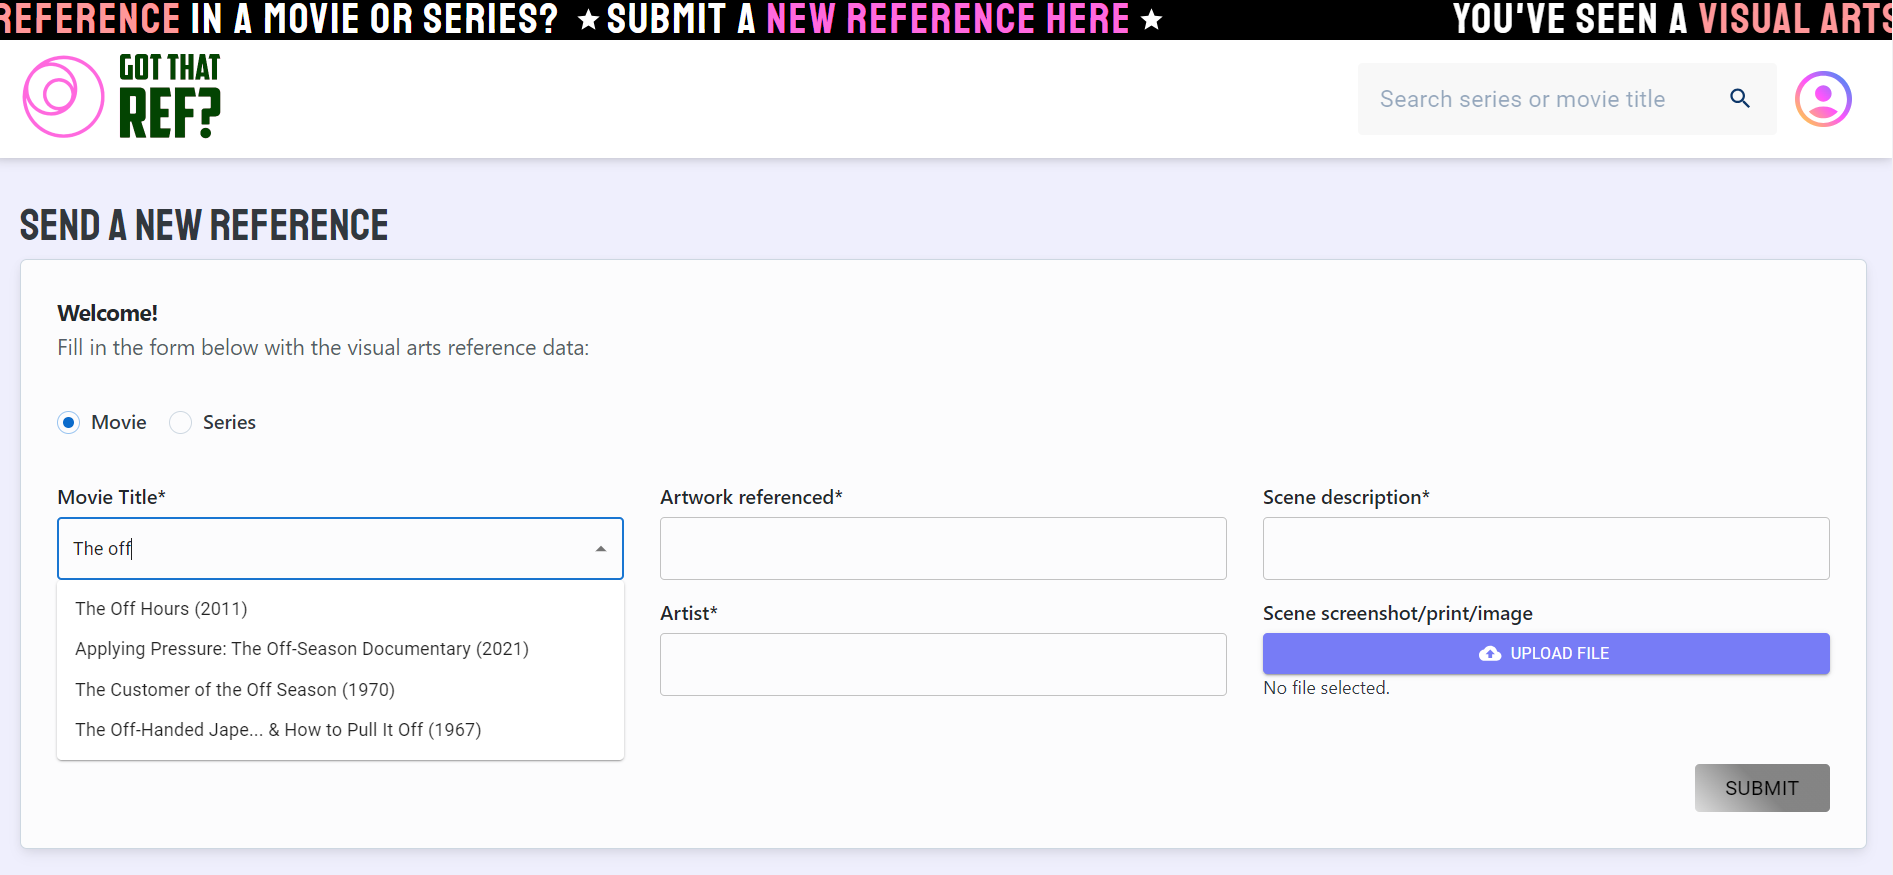 REFERENCE IN A MOVIE OR SERIES? ★ SUBMIT A NEW REFERENCE HERE ★ YOU'VE SEEN A VISUAL ARTS
GOT THAT
REF?
Search series or movie title
SEND A NEW REFERENCE
Welcome!
Fill in the form below with the visual arts reference data:
Movie Series
Movie Title* Artwork referenced* Scene description*
The off
The Off Hours (2011)
Artist* Scene screenshot/print/image
Applying Pressure: The Off-Season Documentary (2021)
UPLOAD FILE
The Customer of the Off Season (1970)
No file selected.
The Off-Handed Jape... & How to Pull It Off (1967)
SUBMIT